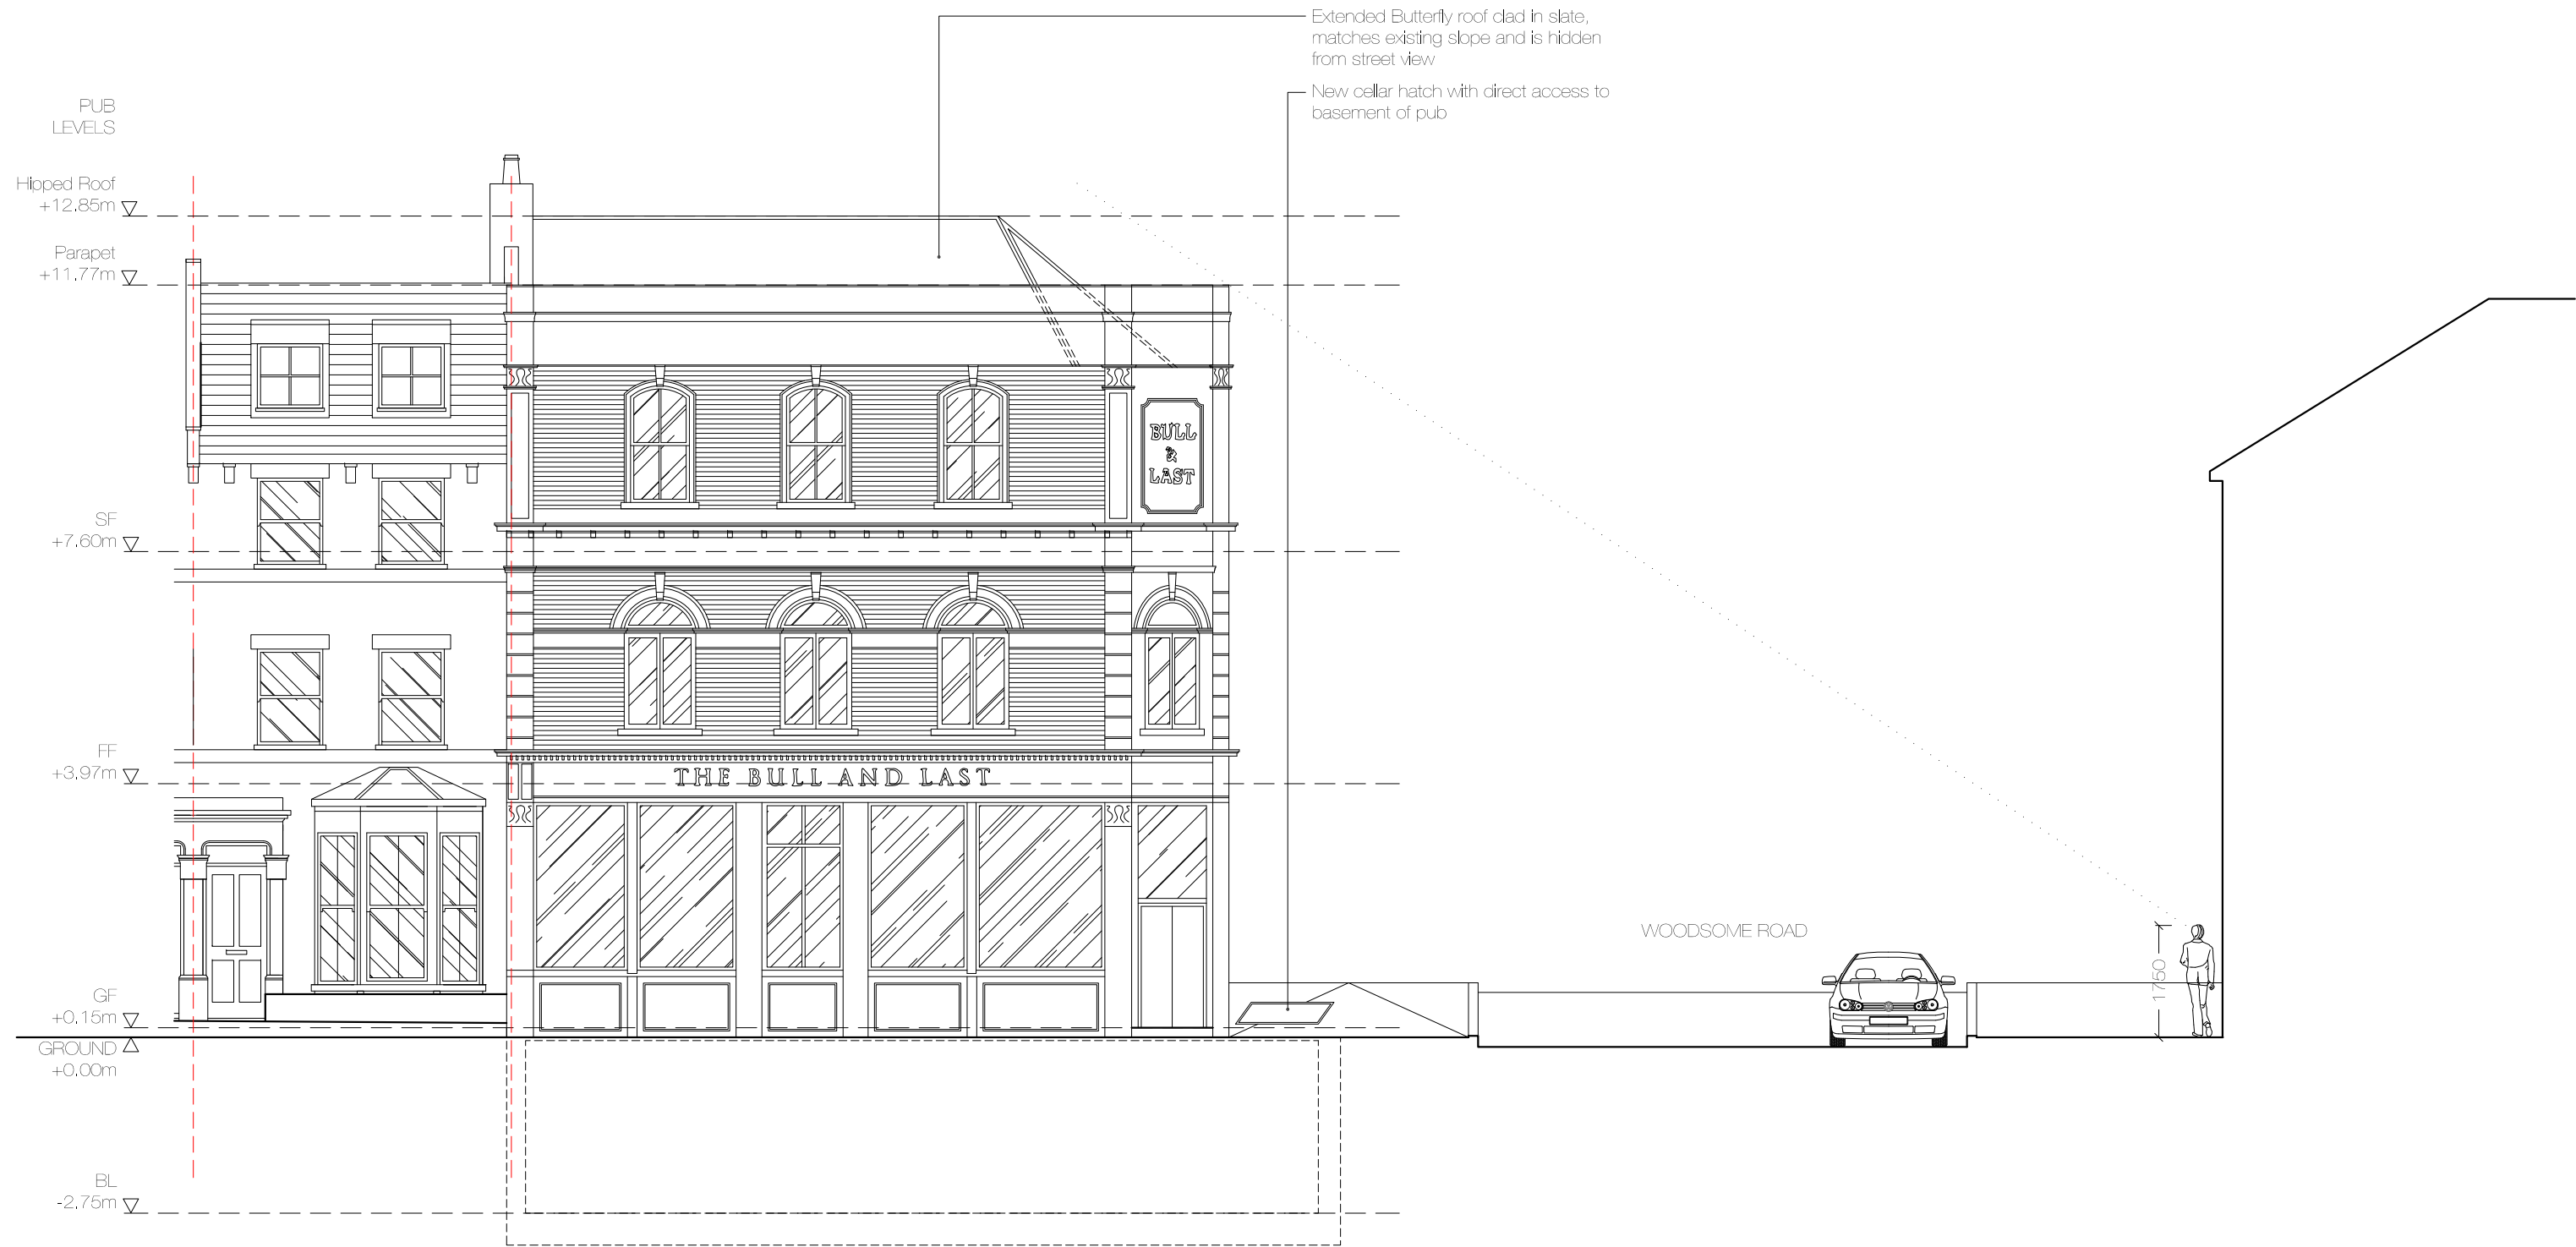 Extended Butterfly roof clad in slate,
matches existing slope and is hidden
from street view
New cellar hatch with direct access to
basement of pub
PUB
LEVELS
Hipped Roof
+12.85m
Parapet
+11.77m
SF
+7.60m
FF
+3.97m
GF
+0.15m
GROUND
+0.00m
BL
-2.75m
BULL
&
LAST
THE BULL AND LAST
WOODSOME ROAD
1750